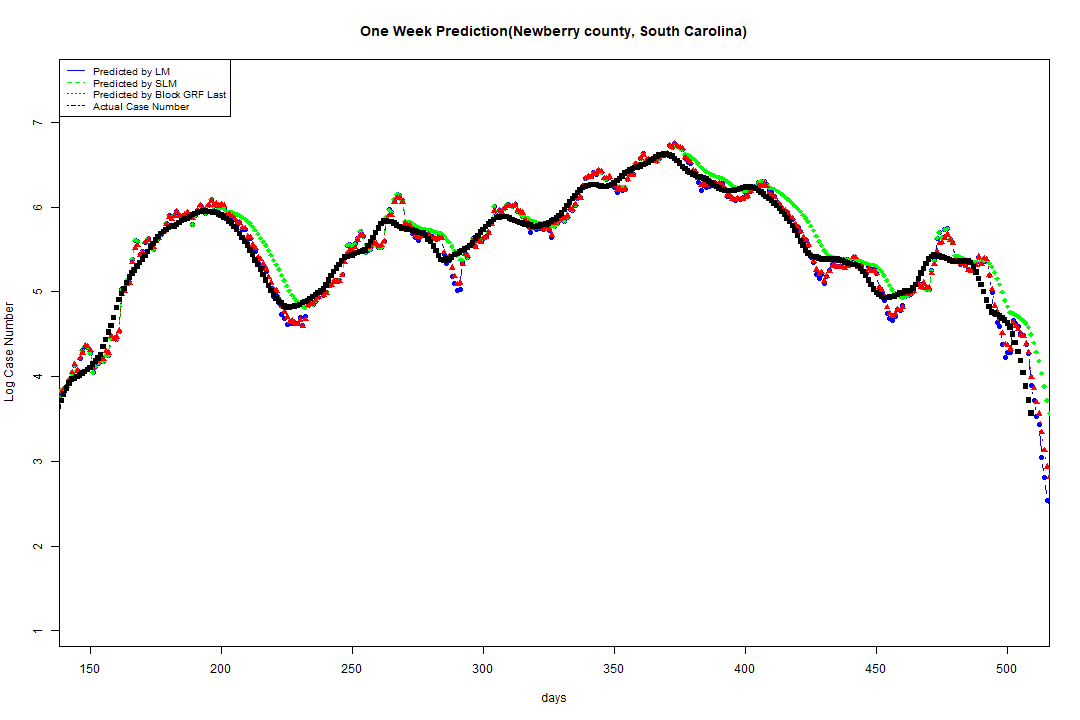 One Week Prediction(Newberry county, South Carolina)
Predicted by LM
Predicted by SLM
Predicted by Block GRF Last
Actual Case Number
7
6
5
4
3
2
1
Log Case Number
150 200 250 300 350 400 450 500
days